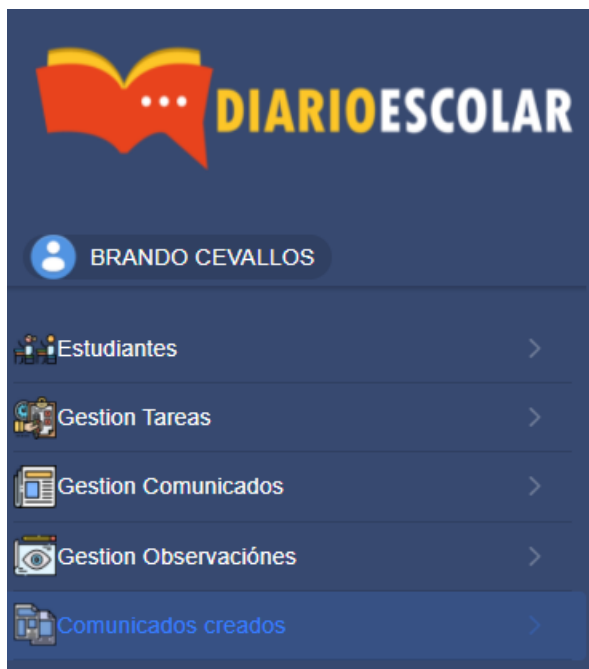 DIARIOESCOLAR
BRANDO CEVALLOS
Estudiantes
Gestion Tareas
Gestion Comunicados
Gestion Observaciónes
Comunicados creados